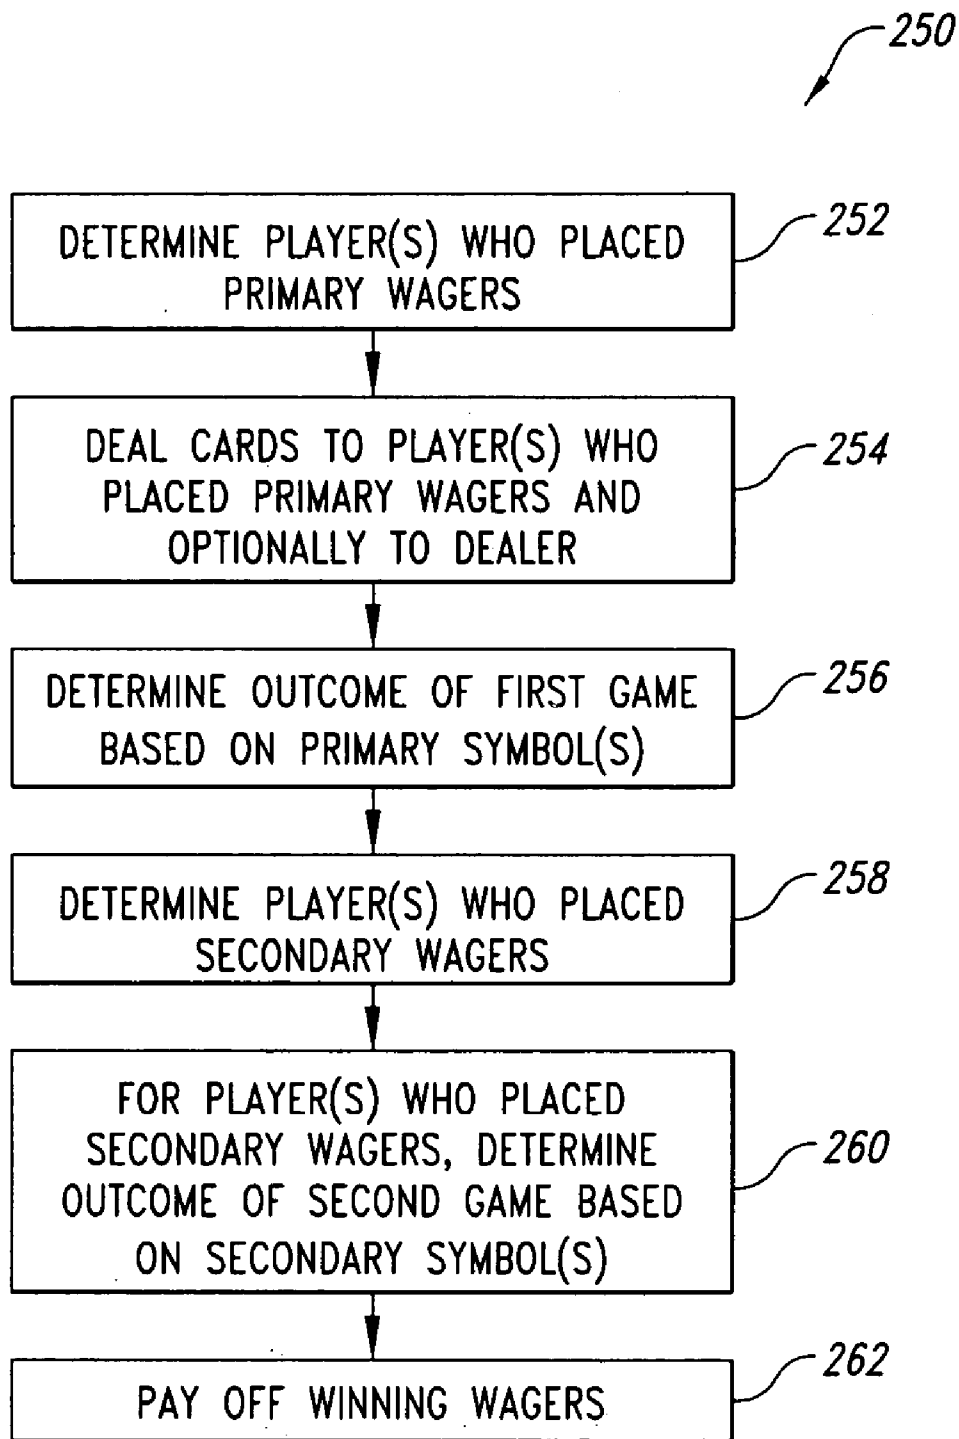 250
DETERMINE PLAYER(S) WHO PLACED
PRIMARY WAGERS
252
DEAL CARDS TO PLAYER(S) WHO
PLACED PRIMARY WAGERS AND
OPTIONALLY TO DEALER
254
DETERMINE OUTCOME OF FIRST GAME
BASED ON PRIMARY SYMBOL(S)
256
DETERMINE PLAYER(S) WHO PLACED
SECONDARY WAGERS
258
FOR PLAYER(S) WHO PLACED
SECONDARY WAGERS, DETERMINE
OUTCOME OF SECOND GAME BASED
ON SECONDARY SYMBOL(S)
260
PAY OFF WINNING WAGERS
262